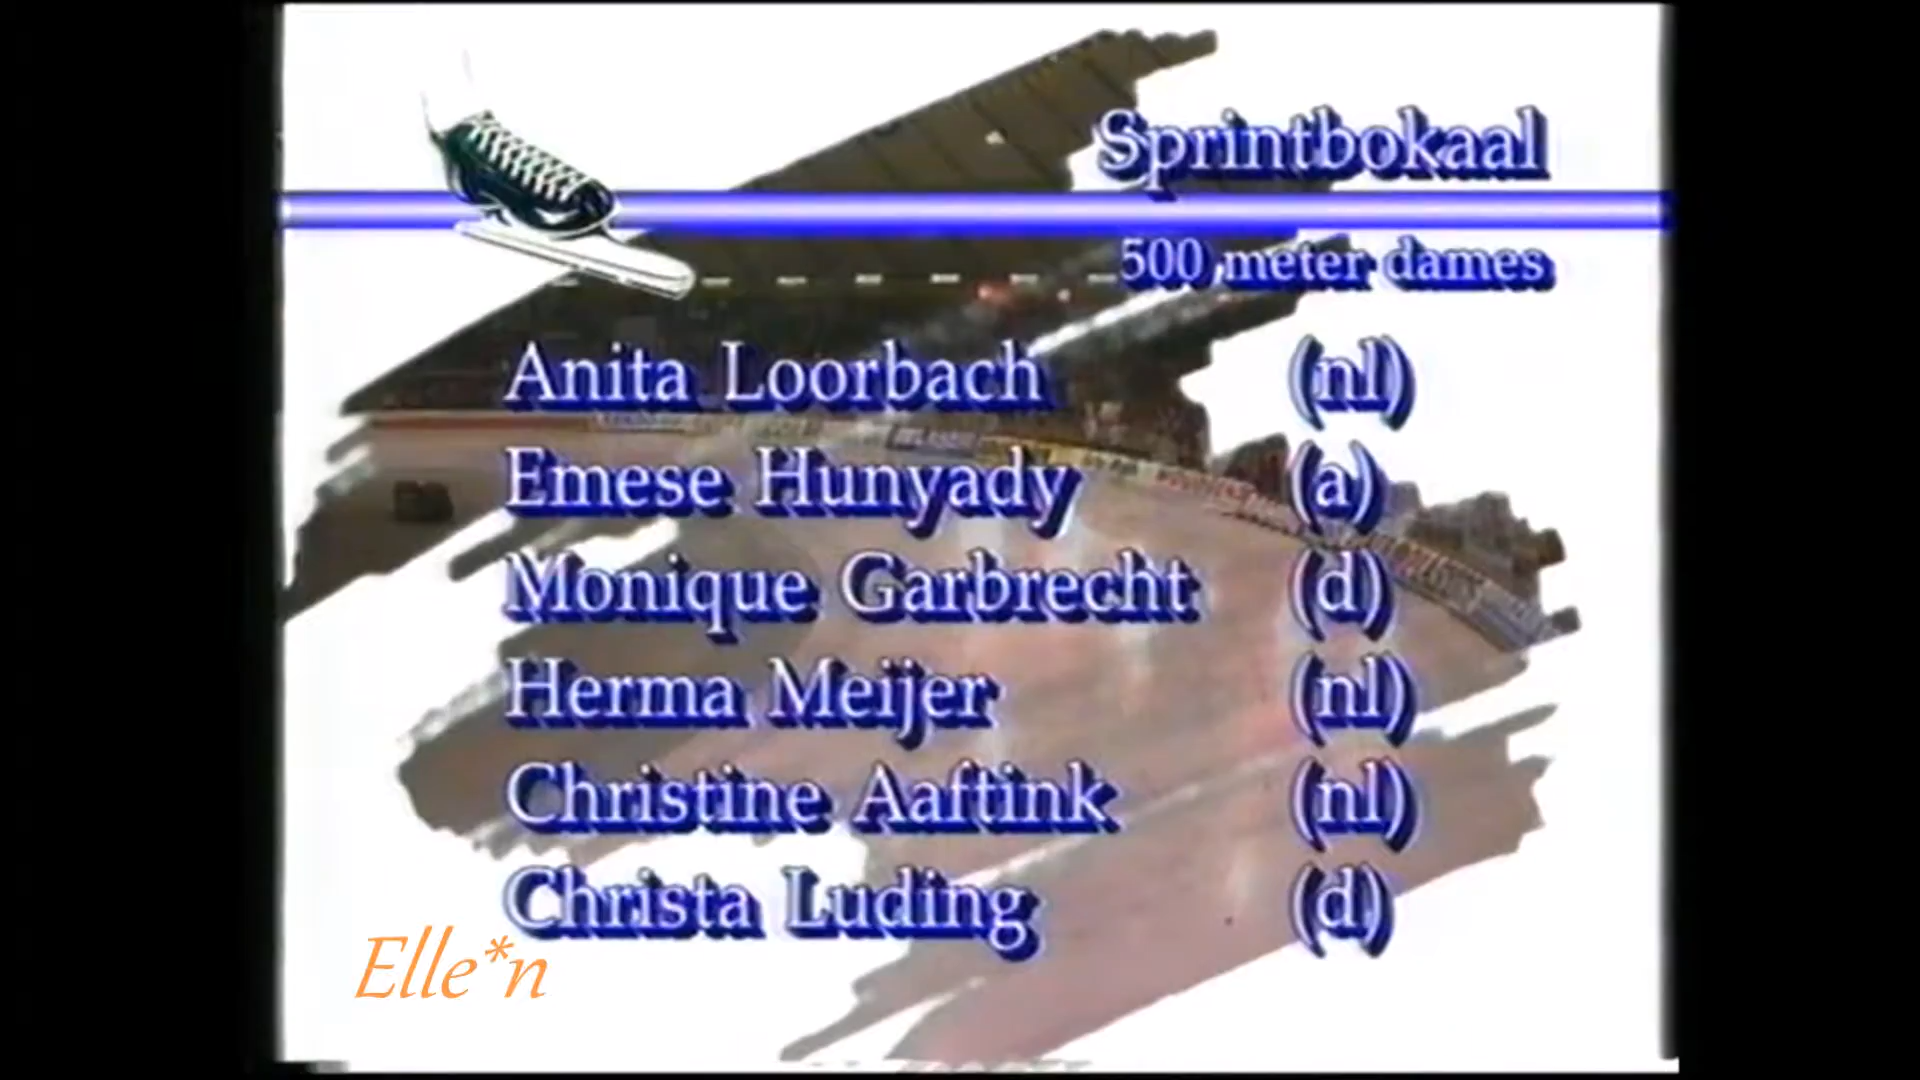 Sprintbokaal
500 meter dames
Anita Loorbach (nl)
Emese Hunyady (a)
Monique Garbrecht (d)
Herma Meijer (nl)
Christine Aaftink (nl)
Christa Luding (d)
Elle*n